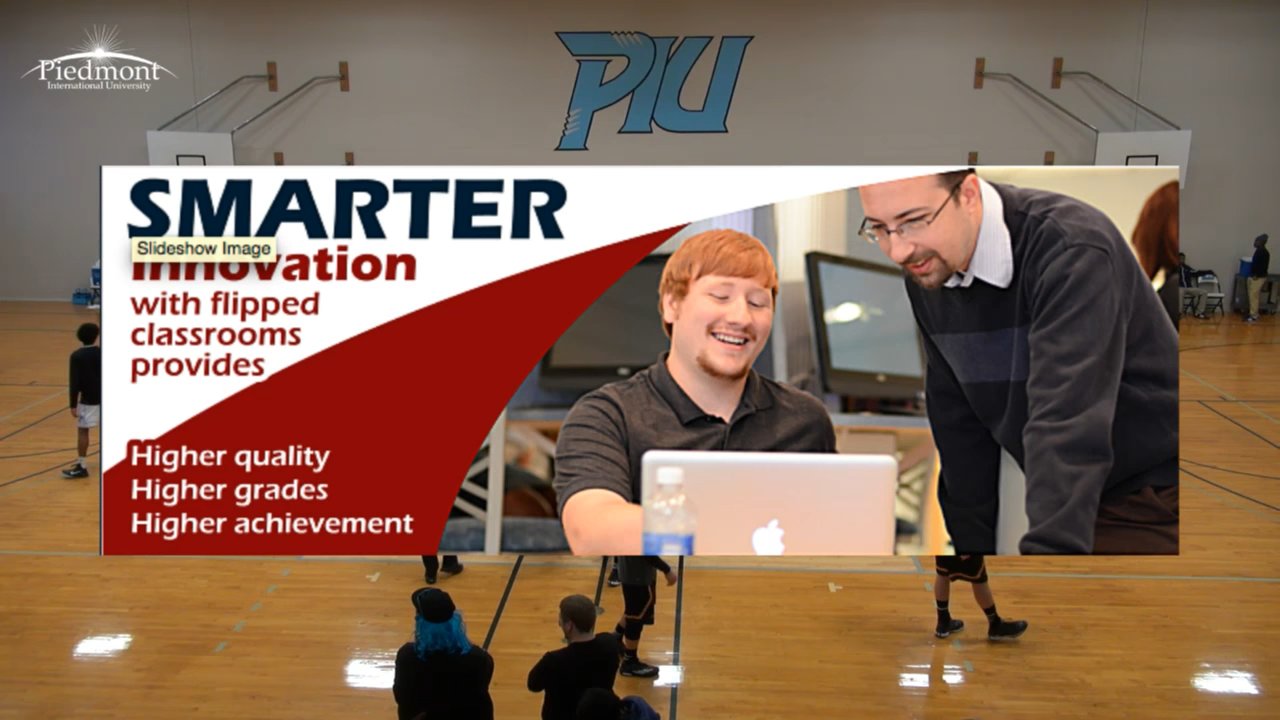 Piedmont
International University
PIU
SMARTER
Slideshow Image
innovation
with flipped
classrooms
provides
Higher quality
Higher grades
Higher achievement